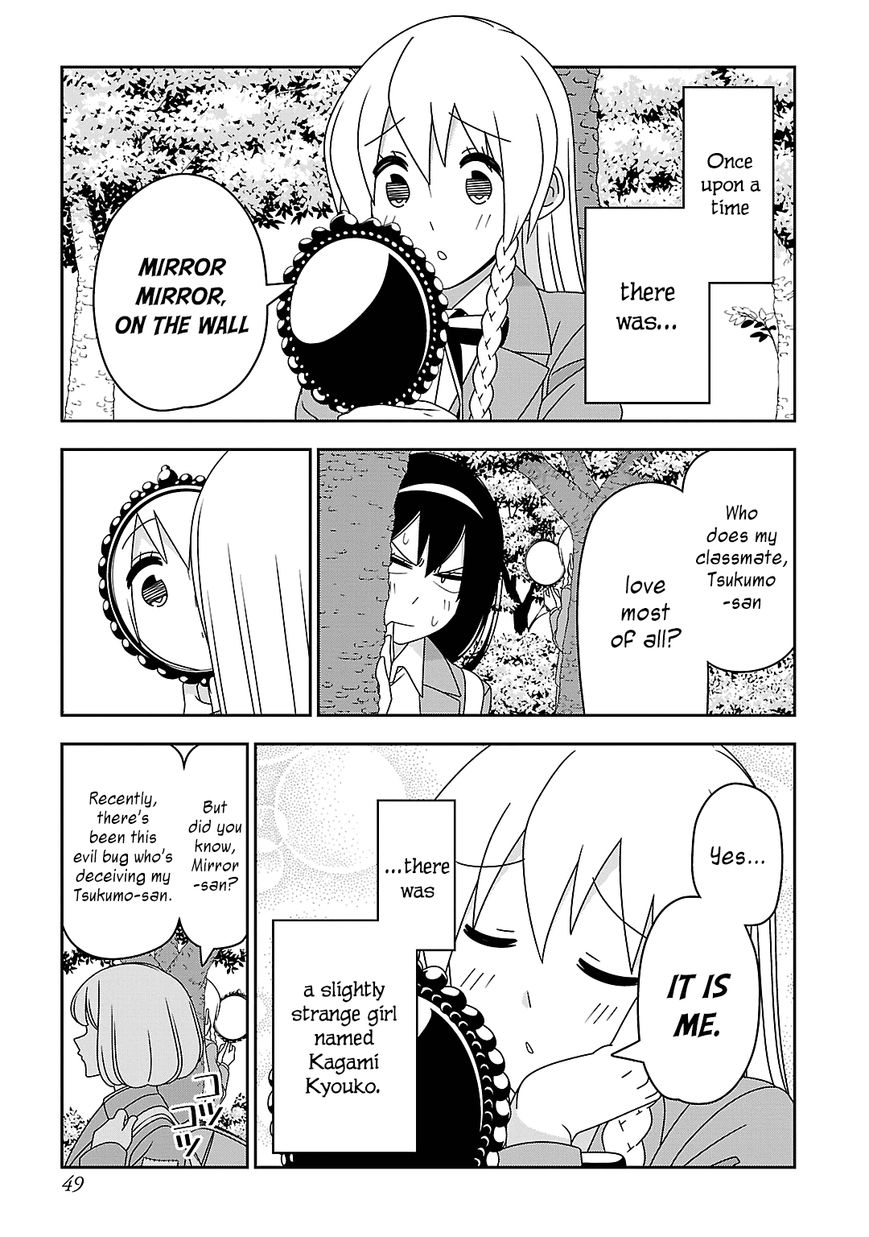 Once
upon a
time
there
was...
MIRROR
MIRROR,
ON THE WALL
Who
does my
classmate,
Tsukumo
-san
love
most
of all?
Yes...
IT IS
ME.
...there
was
a slightly
strange girl
named
Kagami
Kyouko.
But
did you
know,
Mirror
-san?
Recently,
there's
been this
evil bug who's
deceiving my
Tsukumo-san.
コツ
コツ
49